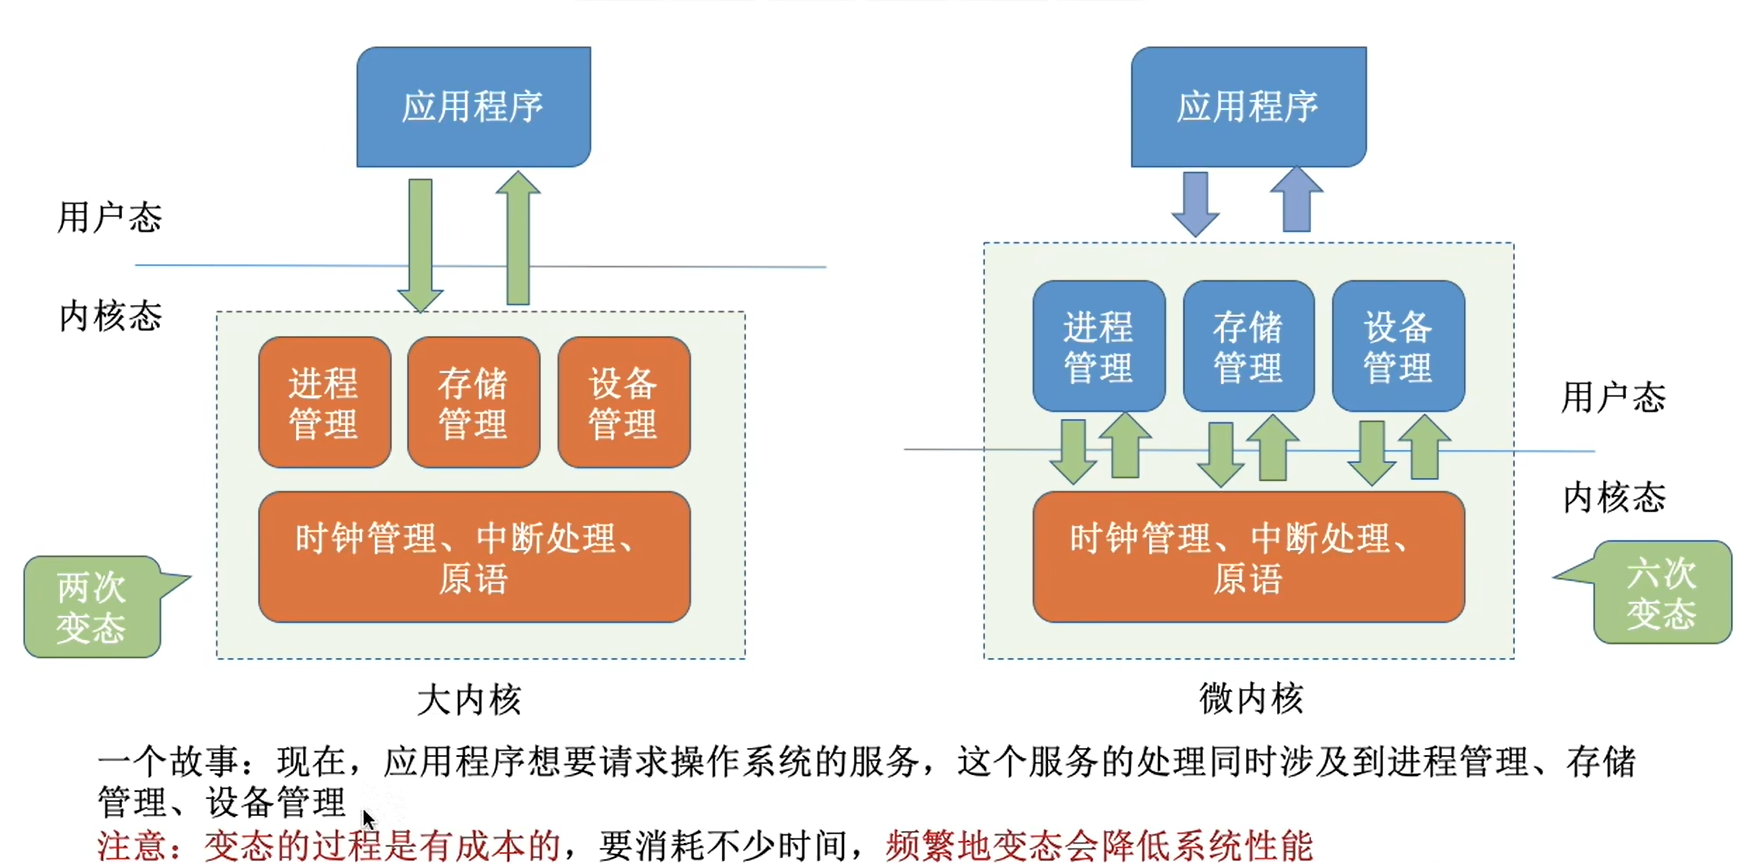 应用程序
应用程序
用户态
内核态
进程
管理
存储
管理
设备
管理
时钟管理、中断处理、
原语
两次
变态
大内核
进程
管理
存储
管理
设备
管理
用户态
内核态
时钟管理、中断处理、
原语
六次
变态
微内核
一个故事：现在，应用程序想要请求操作系统的服务，这个服务的处理同时涉及到进程管理、存储
管理、设备管理
注意：变态的过程是有成本的，要消耗不少时间，频繁地变态会降低系统性能